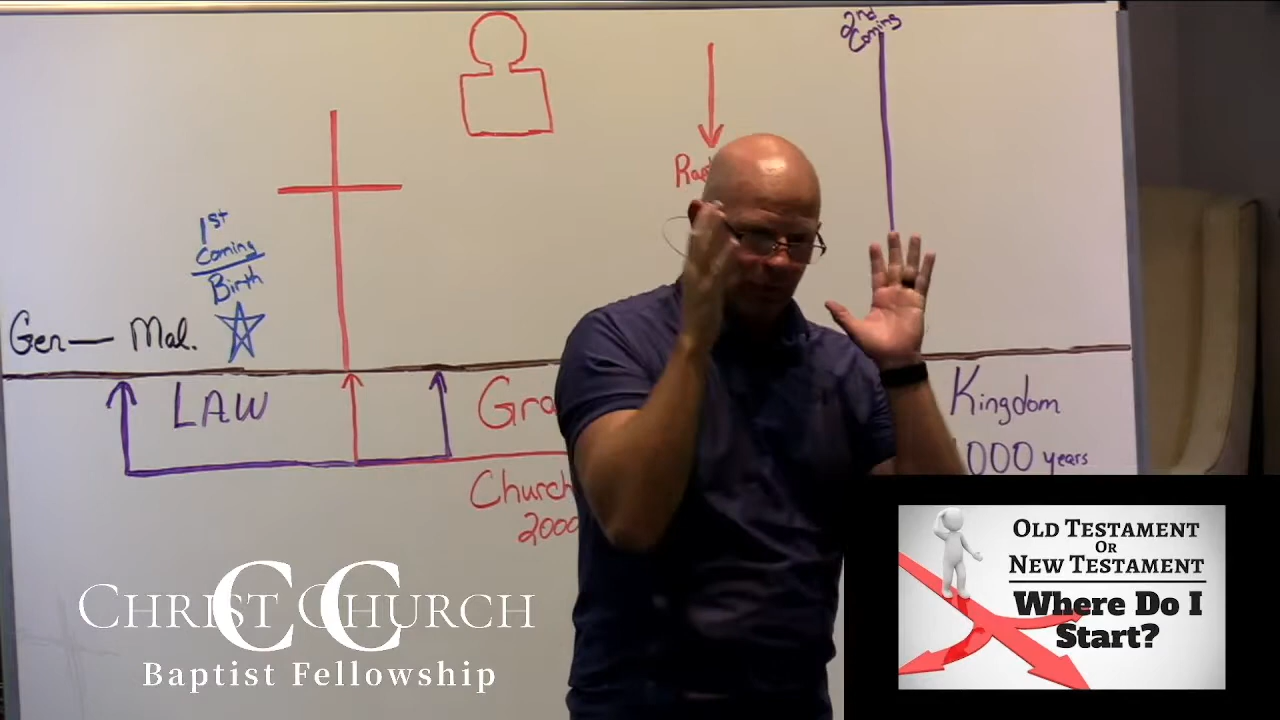 2nd
Coming
1st
Coming
Birth
Gen— Mal.
LAW
Kingdom
000 years
Church
2000
CC
CHRIST CHURCH
Baptist Fellowship
OLD TESTAMENT
OR
NEW TESTAMENT
Where Do I
Start?